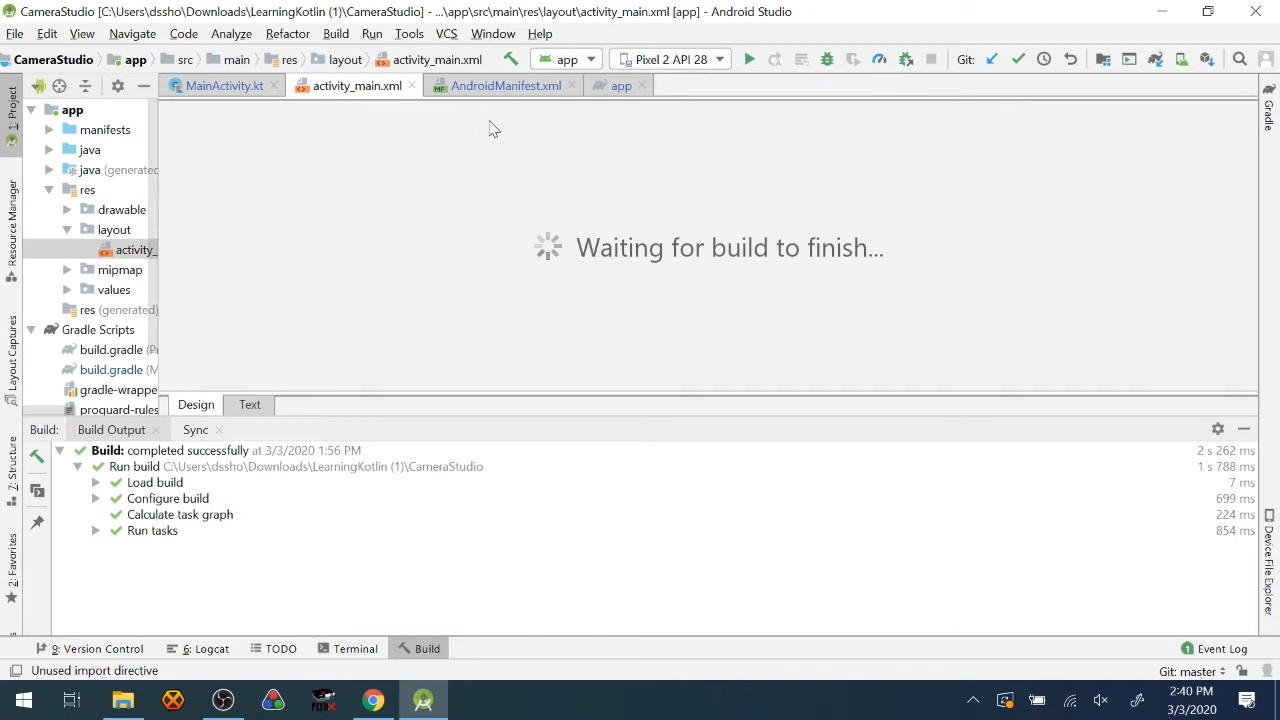 CameraStudio [C:\Users\dssho\Downloads\LearningKotlin (1)\CameraStudio] - ...\app\src\main\res\layout\activity_main.xml [app] - Android Studio
File Edit View Navigate Code Analyze Refactor Build Run Tools VCS Window Help
CameraStudio app src main res layout activity_main.xml app Pixel 2 API 28 Git:
1: Project
Resource Manager
Layout Captures
7: Structure
2: Favorites
MainActivity.kt activity_main.xml AndroidManifest.xml app
MF
app
manifests
java
java (generated
res
drawable
layout
activity_
mipmap
values
res (generated)
Gradle Scripts
build.gradle (P
build.gradle (M
gradle-wrappe
proguard-rules
Waiting for build to finish...
Design Text
Gradle
Device File Explorer
Build: Build Output Sync
Build: completed successfully at 3/3/2020 1:56 PM 2 s 262 ms
Run build C:\Users\dssho\Downloads\LearningKotlin (1)\CameraStudio 1 s 788 ms
Load build 7 ms
Configure build 699 ms
Calculate task graph 224 ms
Run tasks 854 ms
9: Version Control 6: Logcat TODO Terminal Build 1 Event Log
Unused import directive Git: master
2:40 PM
3/3/2020